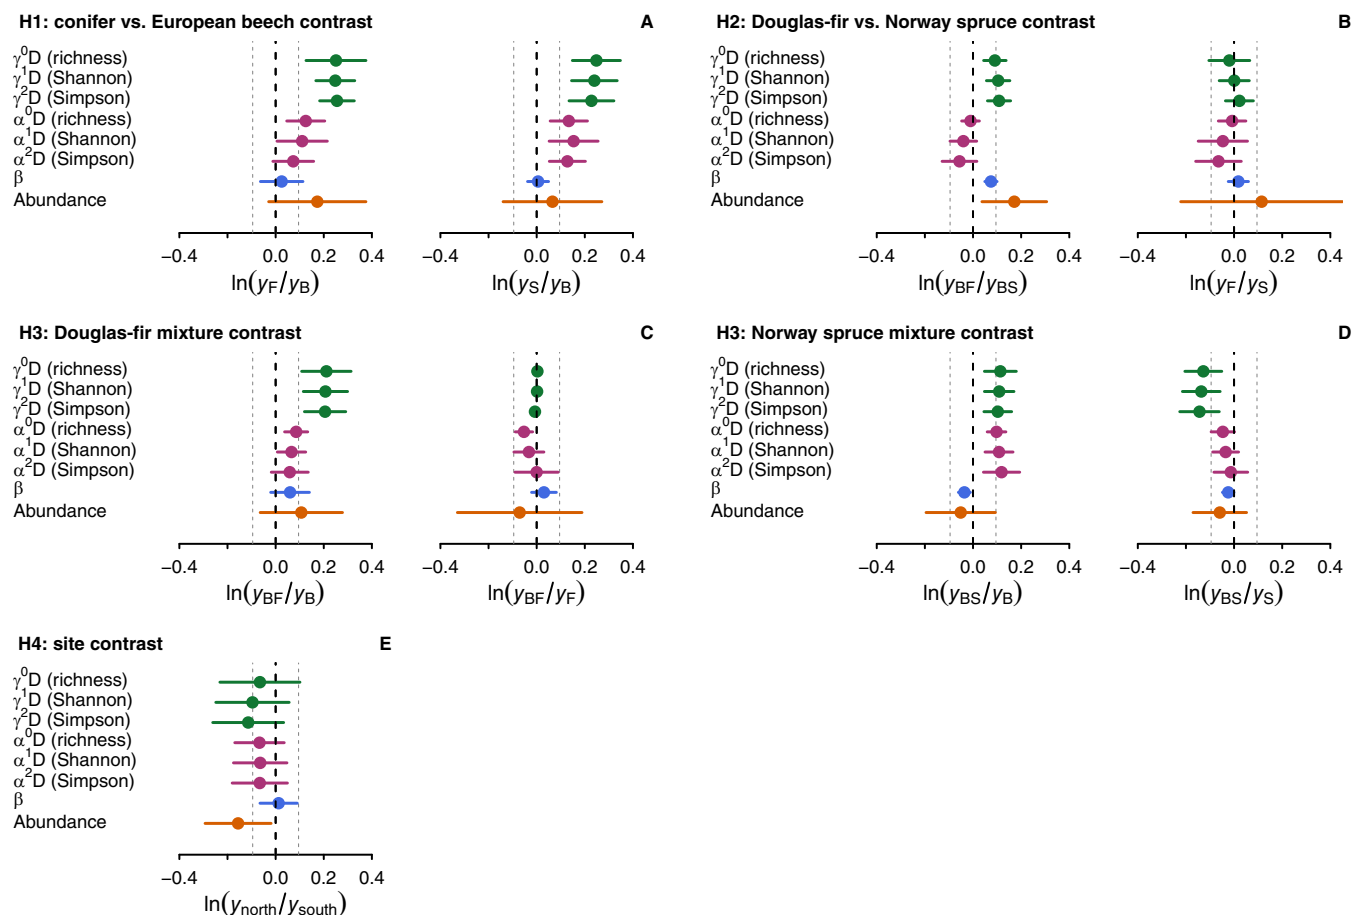 H1: conifer vs. European beech contrast A
γ⁰D (richness)
γ¹D (Shannon)
γ²D (Simpson)
α⁰D (richness)
α¹D (Shannon)
α²D (Simpson)
β
Abundance
−0.4 0.0 0.2 0.4
ln(yF/yB)
−0.4 0.0 0.2 0.4
ln(yS/yB)
H2: Douglas-fir vs. Norway spruce contrast B
γ⁰D (richness)
γ¹D (Shannon)
γ²D (Simpson)
α⁰D (richness)
α¹D (Shannon)
α²D (Simpson)
β
Abundance
−0.4 0.0 0.2 0.4
ln(yBF/yBS)
−0.4 0.0 0.2 0.4
ln(yF/yS)
H3: Douglas-fir mixture contrast C
γ⁰D (richness)
γ¹D (Shannon)
γ²D (Simpson)
α⁰D (richness)
α¹D (Shannon)
α²D (Simpson)
β
Abundance
−0.4 0.0 0.2 0.4
ln(yBF/yB)
−0.4 0.0 0.2 0.4
ln(yBF/yF)
H3: Norway spruce mixture contrast D
γ⁰D (richness)
γ¹D (Shannon)
γ²D (Simpson)
α⁰D (richness)
α¹D (Shannon)
α²D (Simpson)
β
Abundance
−0.4 0.0 0.2 0.4
ln(yBS/yB)
−0.4 0.0 0.2 0.4
ln(yBS/yS)
H4: site contrast E
γ⁰D (richness)
γ¹D (Shannon)
γ²D (Simpson)
α⁰D (richness)
α¹D (Shannon)
α²D (Simpson)
β
Abundance
−0.4 0.0 0.2 0.4
ln(ynorth/ysouth)